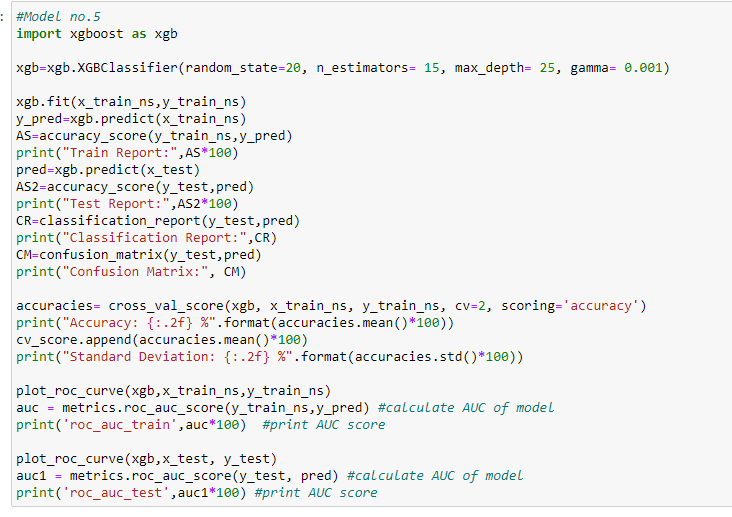 :
#Model no.5
import xgboost as xgb
xgb=xgb.XGBClassifier(random_state=20, n_estimators= 15, max_depth= 25, gamma= 0.001)
xgb.fit(x_train_ns,y_train_ns)
y_pred=xgb.predict(x_train_ns)
AS=accuracy_score(y_train_ns,y_pred)
print("Train Report:",AS*100)
pred=xgb.predict(x_test)
AS2=accuracy_score(y_test,pred)
print("Test Report:",AS2*100)
CR=classification_report(y_test,pred)
print("Classification Report:",CR)
CM=confusion_matrix(y_test,pred)
print("Confusion Matrix:", CM)
accuracies= cross_val_score(xgb, x_train_ns, y_train_ns, cv=2, scoring='accuracy')
print("Accuracy: {:.2f} %".format(accuracies.mean()*100))
cv_score.append(accuracies.mean()*100)
print("Standard Deviation: {:.2f} %".format(accuracies.std()*100))
plot_roc_curve(xgb,x_train_ns,y_train_ns)
auc = metrics.roc_auc_score(y_train_ns,y_pred) #calculate AUC of model
print('roc_auc_train',auc*100)  #print AUC score
plot_roc_curve(xgb,x_test, y_test)
auc1 = metrics.roc_auc_score(y_test, pred) #calculate AUC of model
print('roc_auc_test',auc1*100) #print AUC score